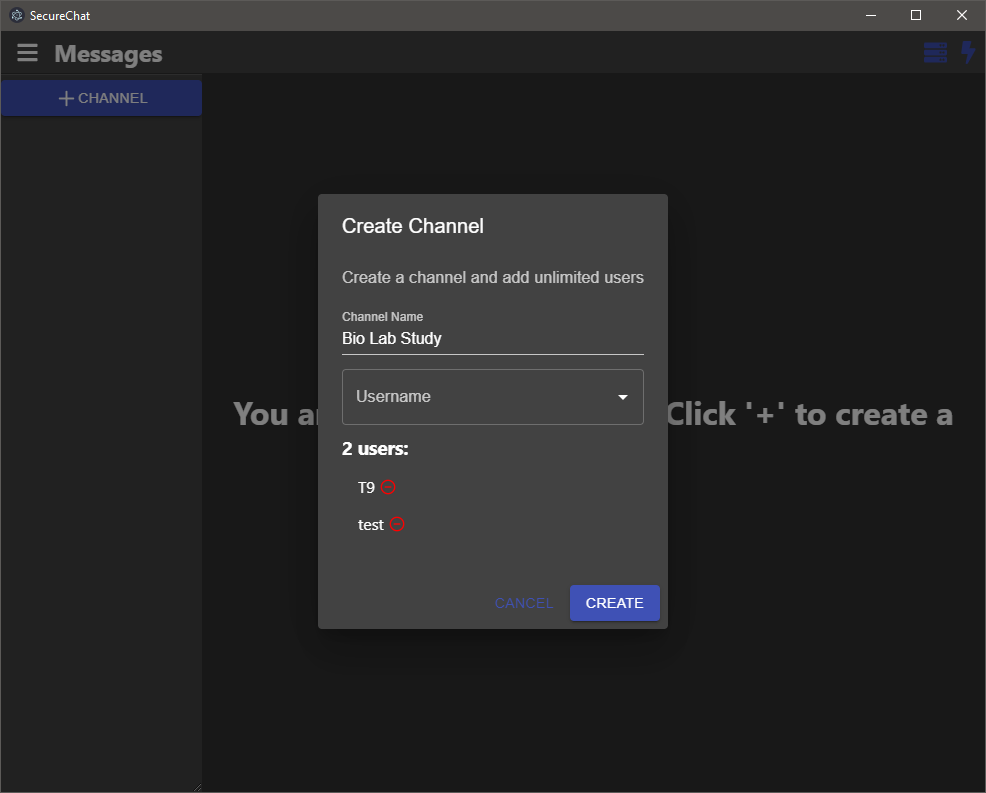 SecureChat
Messages
+ CHANNEL
Create Channel
Create a channel and add unlimited users
Channel Name
Bio Lab Study
Username
You Click '+' to create a
2 users:
T9
test
CANCEL CREATE